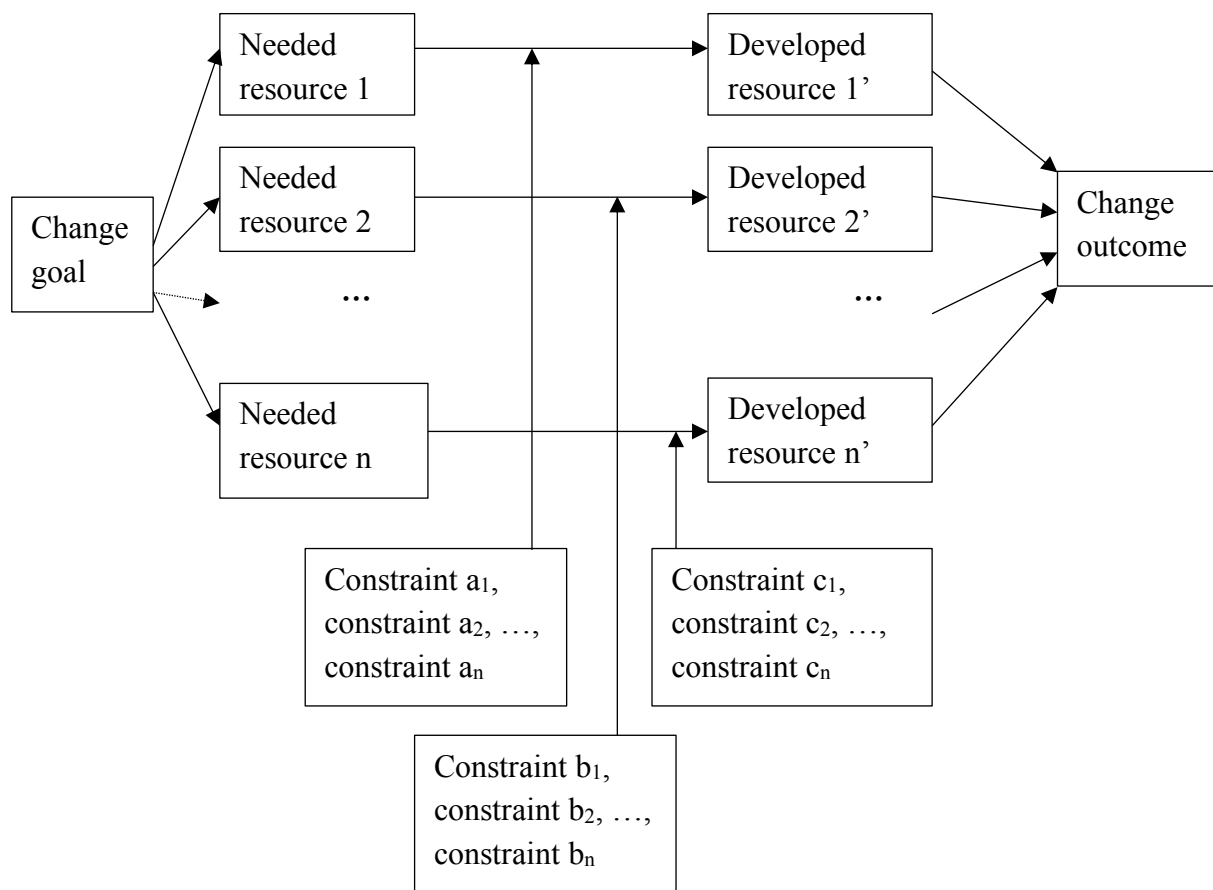 Needed
resource 1
Developed
resource 1’
Needed
resource 2
Developed
resource 2’
Change
goal
Change
outcome
...
...
Needed
resource n
Developed
resource n’
Constraint a₁,
constraint a₂, …,
constraint aₙ
Constraint c₁,
constraint c₂, …,
constraint cₙ
Constraint b₁,
constraint b₂, …,
constraint bₙ